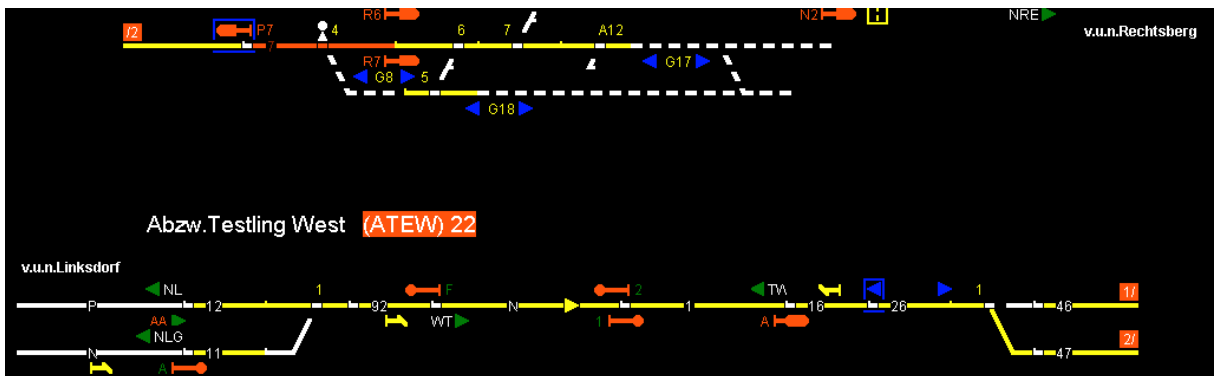 R6 N2 NRE
/2 P7 4 6 7 A12 v.u.n.Rechtsberg
7
R7 G8 5 G17
G18
Abzw.Testling West (ATEW) 22
v.u.n.Linksdorf
NL 1 F 2 TW 1 1/
P 12 92 N 1 16 26 46
AA WT 1 A
NLG 2/
N 11 47
A